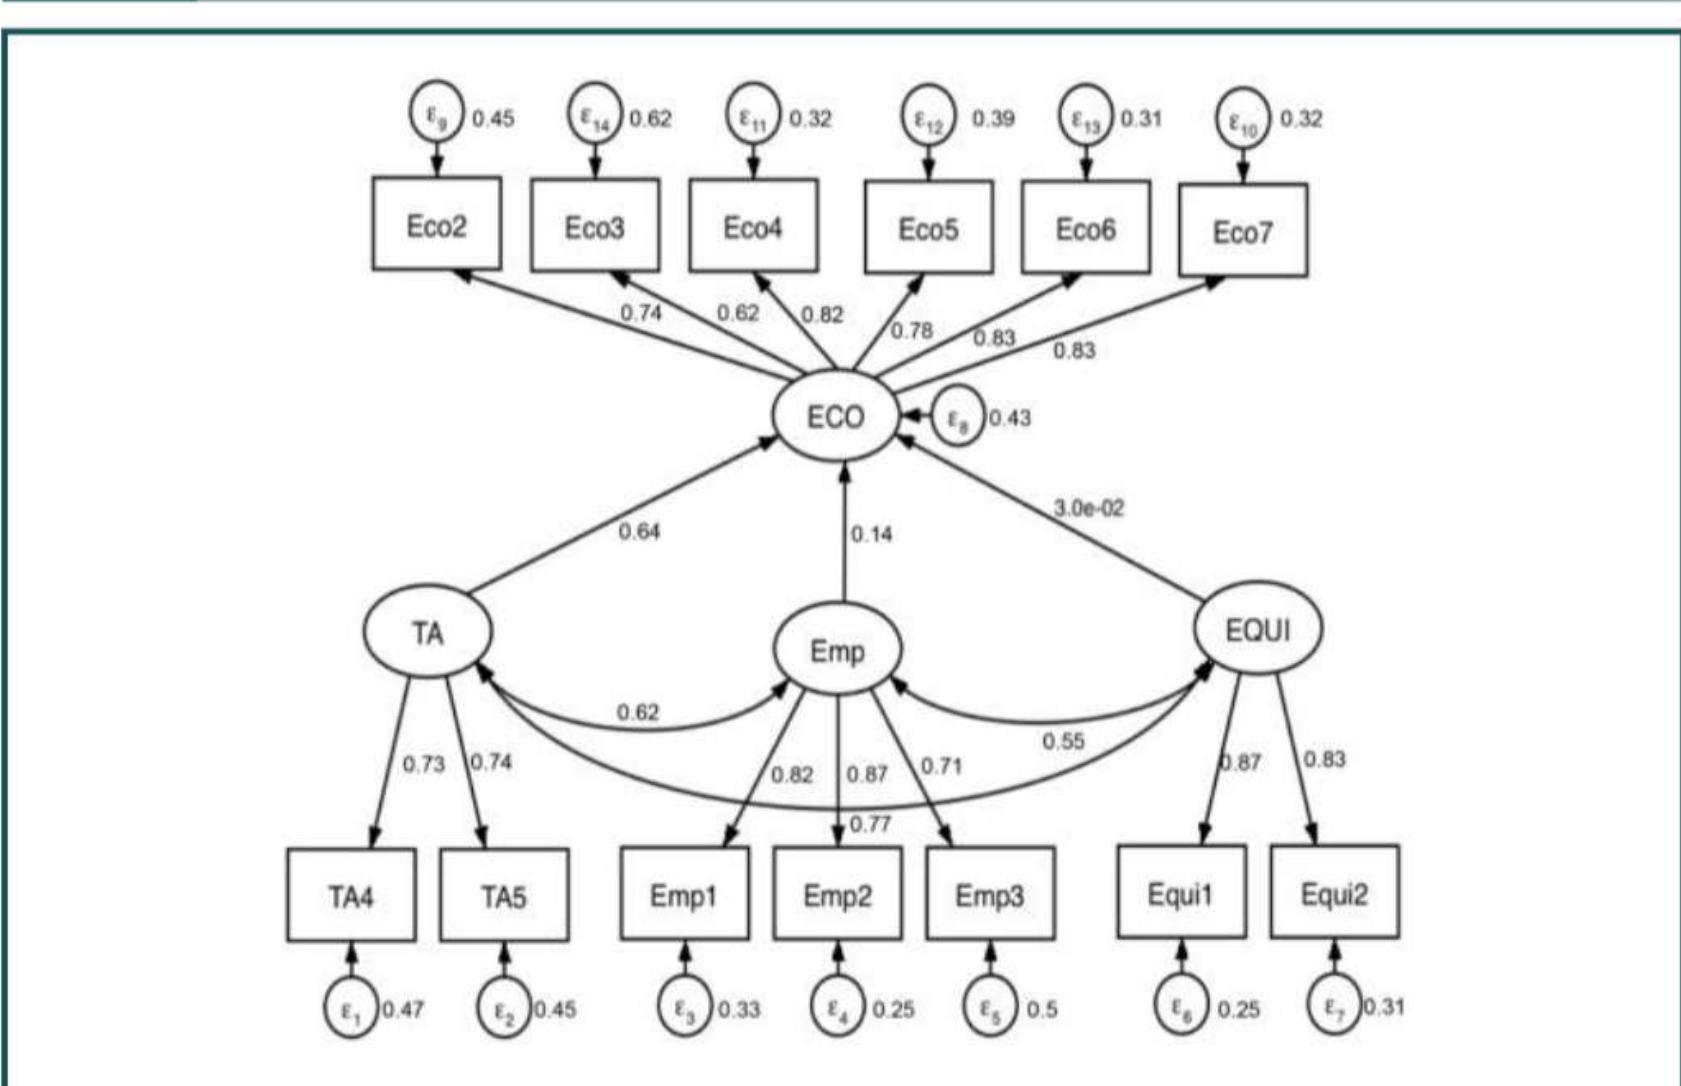 ε9 0.45 ε14 0.62 ε11 0.32 ε12 0.39 ε13 0.31 ε10 0.32
Eco2 Eco3 Eco4 Eco5 Eco6 Eco7
0.74 0.62 0.82 0.78 0.83 0.83
ECO ε8 0.43
3.0e-02
0.64 0.14
TA Emp EQUI
0.62 0.55
0.73 0.74 0.82 0.87 0.71 0.87 0.83
0.77
TA4 TA5 Emp1 Emp2 Emp3 Equi1 Equi2
ε1 0.47 ε2 0.45 ε3 0.33 ε4 0.25 ε5 0.5 ε6 0.25 ε7 0.31